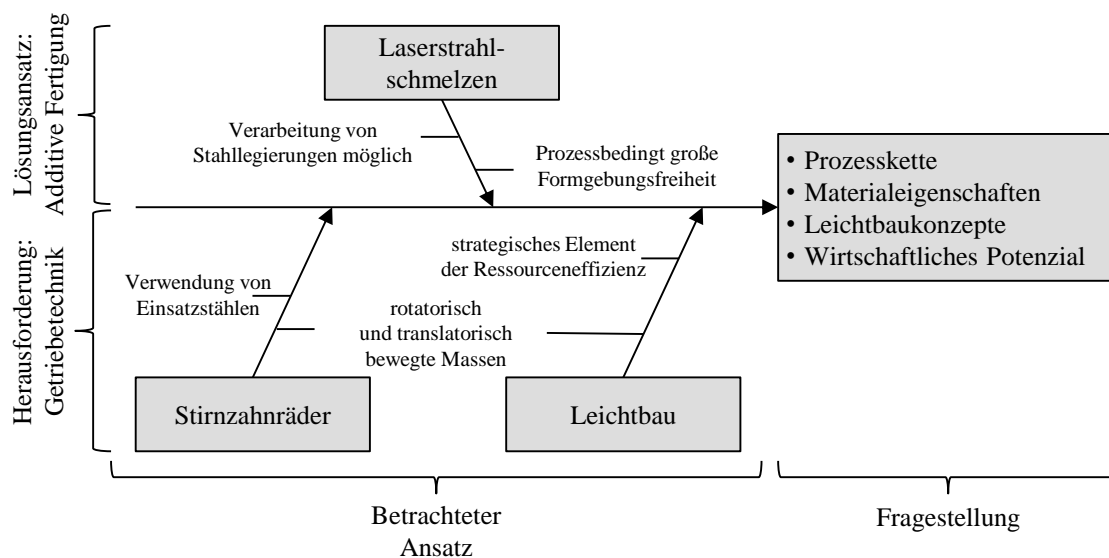 Lösungsansatz:
Additive Fertigung
Laserstrahl-
schmelzen
Verarbeitung von
Stahllegierungen möglich
Prozessbedingt große
Formgebungsfreiheit
• Prozesskette
• Materialeigenschaften
• Leichtbaukonzepte
• Wirtschaftliches Potenzial
Herausforderung:
Getriebetechnik
strategisches Element
der Ressourceneffizienz
Verwendung von
Einsatzstählen
rotatorisch
und translatorisch
bewegte Massen
Stirnzahnräder
Leichtbau
Betrachteter
Ansatz
Fragestellung